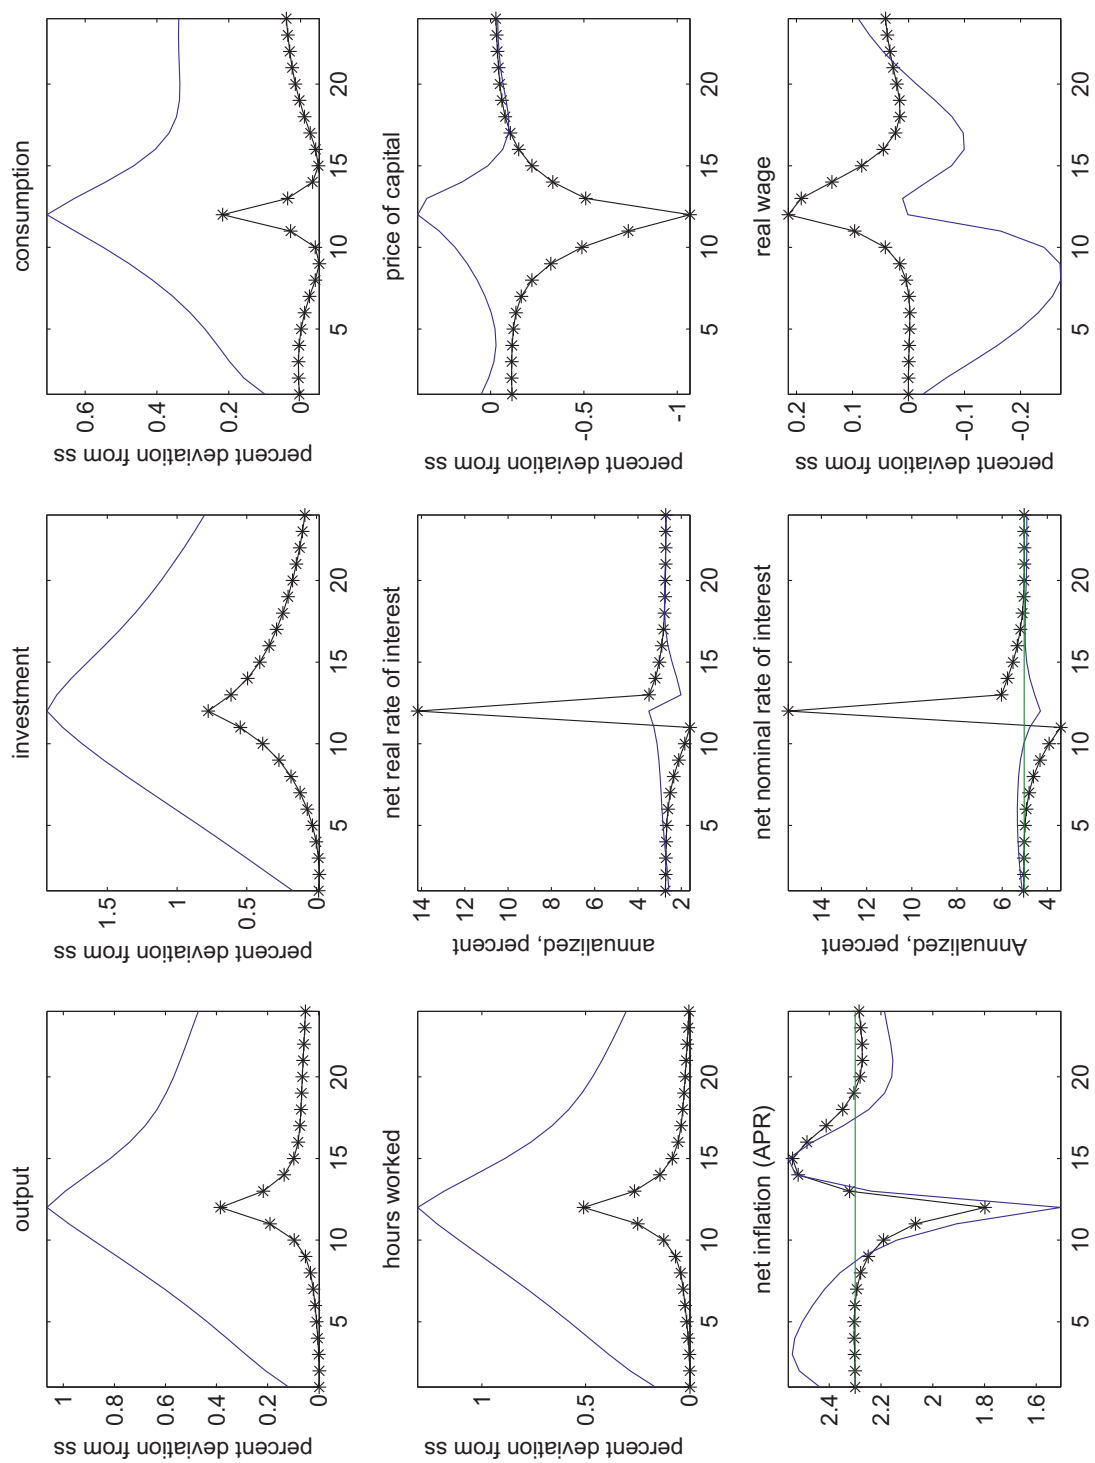 output
percent deviation from ss
1
0.8
0.6
0.4
0.2
0
5 10 15 20
investment
percent deviation from ss
1.5
1
0.5
0
5 10 15 20
consumption
percent deviation from ss
0.6
0.4
0.2
0
5 10 15 20
hours worked
percent deviation from ss
1
0.5
0
5 10 15 20
net real rate of interest
annualized, percent
14
12
10
8
6
4
2
5 10 15 20
price of capital
percent deviation from ss
0
-0.5
-1
5 10 15 20
net inflation (APR)
percent deviation from ss
2.4
2.2
2
1.8
1.6
5 10 15 20
net nominal rate of interest
Annualized, percent
14
12
10
8
6
4
5 10 15 20
real wage
percent deviation from ss
0.2
0.1
0
-0.1
-0.2
5 10 15 20